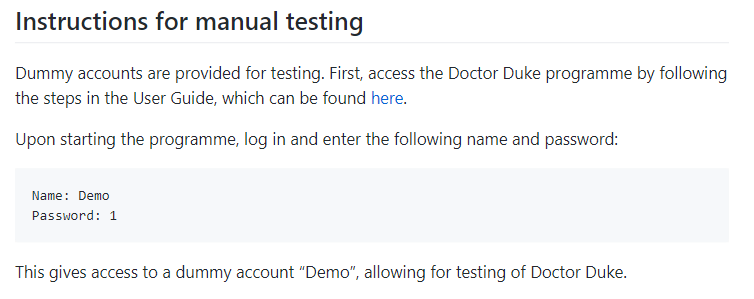 Instructions for manual testing
Dummy accounts are provided for testing. First, access the Doctor Duke programme by following
the steps in the User Guide, which can be found here.
Upon starting the programme, log in and enter the following name and password:
Name: Demo
Password: 1
This gives access to a dummy account “Demo”, allowing for testing of Doctor Duke.